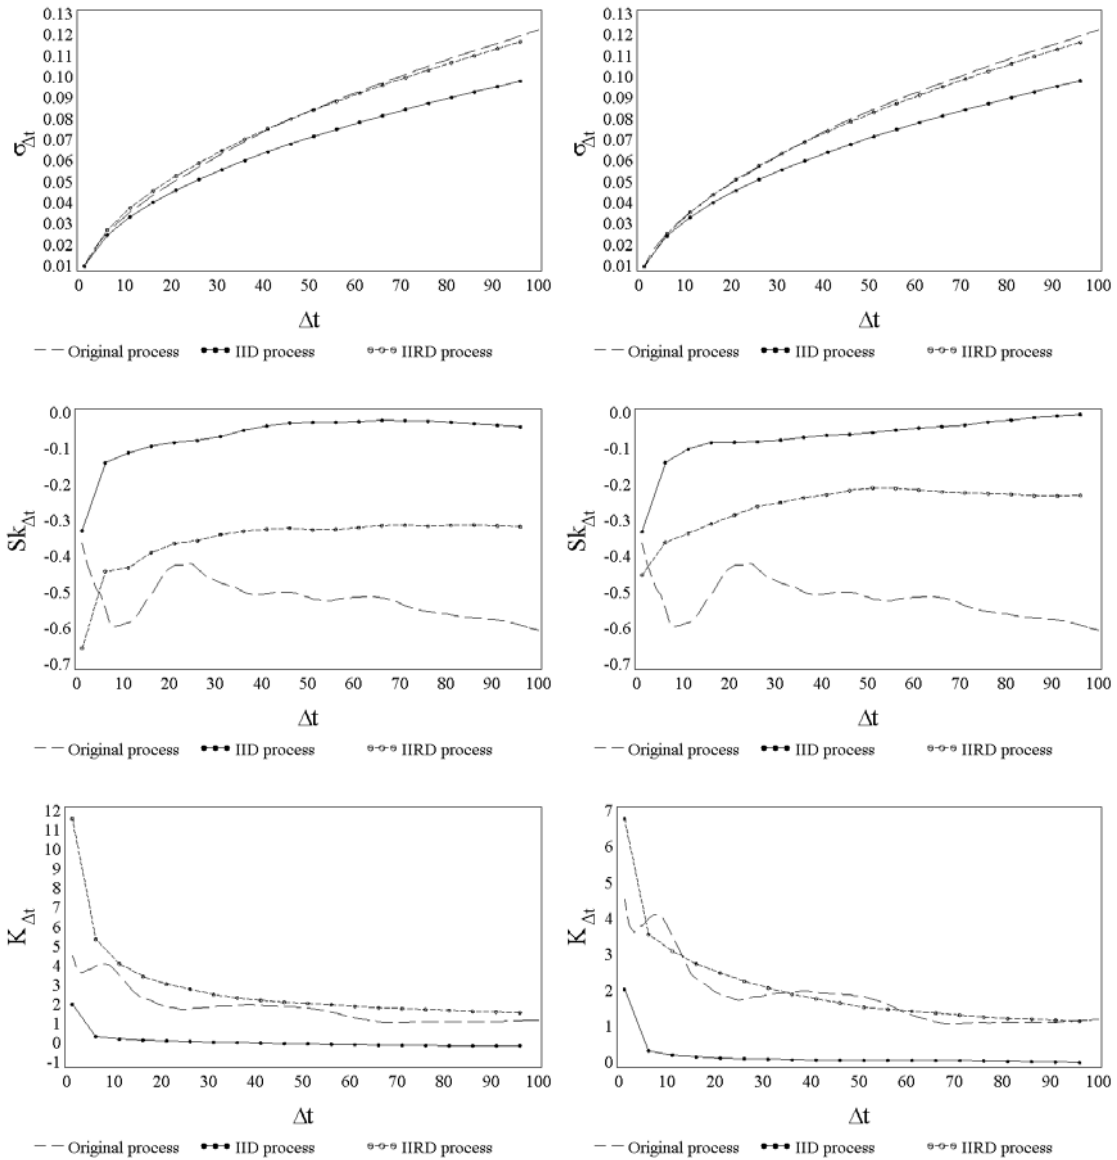 0.13 0.13
0.12 0.12
0.11 0.11
0.10 0.10
0.09 0.09
0.08 0.08
0.07 0.07
0.06 0.06
0.05 0.05
0.04 0.04
0.03 0.03
0.02 0.02
0.01 0.01
σΔt σΔt
0 10 20 30 40 50 60 70 80 90 100 0 10 20 30 40 50 60 70 80 90 100
Δt Δt
Original process IID process IIRD process Original process IID process IIRD process
0.0 0.0
-0.1 -0.1
-0.2 -0.2
-0.3 -0.3
-0.4 -0.4
-0.5 -0.5
-0.6 -0.6
-0.7 -0.7
SkΔt SkΔt
0 10 20 30 40 50 60 70 80 90 100 0 10 20 30 40 50 60 70 80 90 100
Δt Δt
Original process IID process IIRD process Original process IID process IIRD process
12 7
11 6
10 5
9 4
8 3
7 2
6 1
5 0
4
3
2
1
0
-1
KΔt KΔt
0 10 20 30 40 50 60 70 80 90 100 0 10 20 30 40 50 60 70 80 90 100
Δt Δt
Original process IID process IIRD process Original process IID process IIRD process